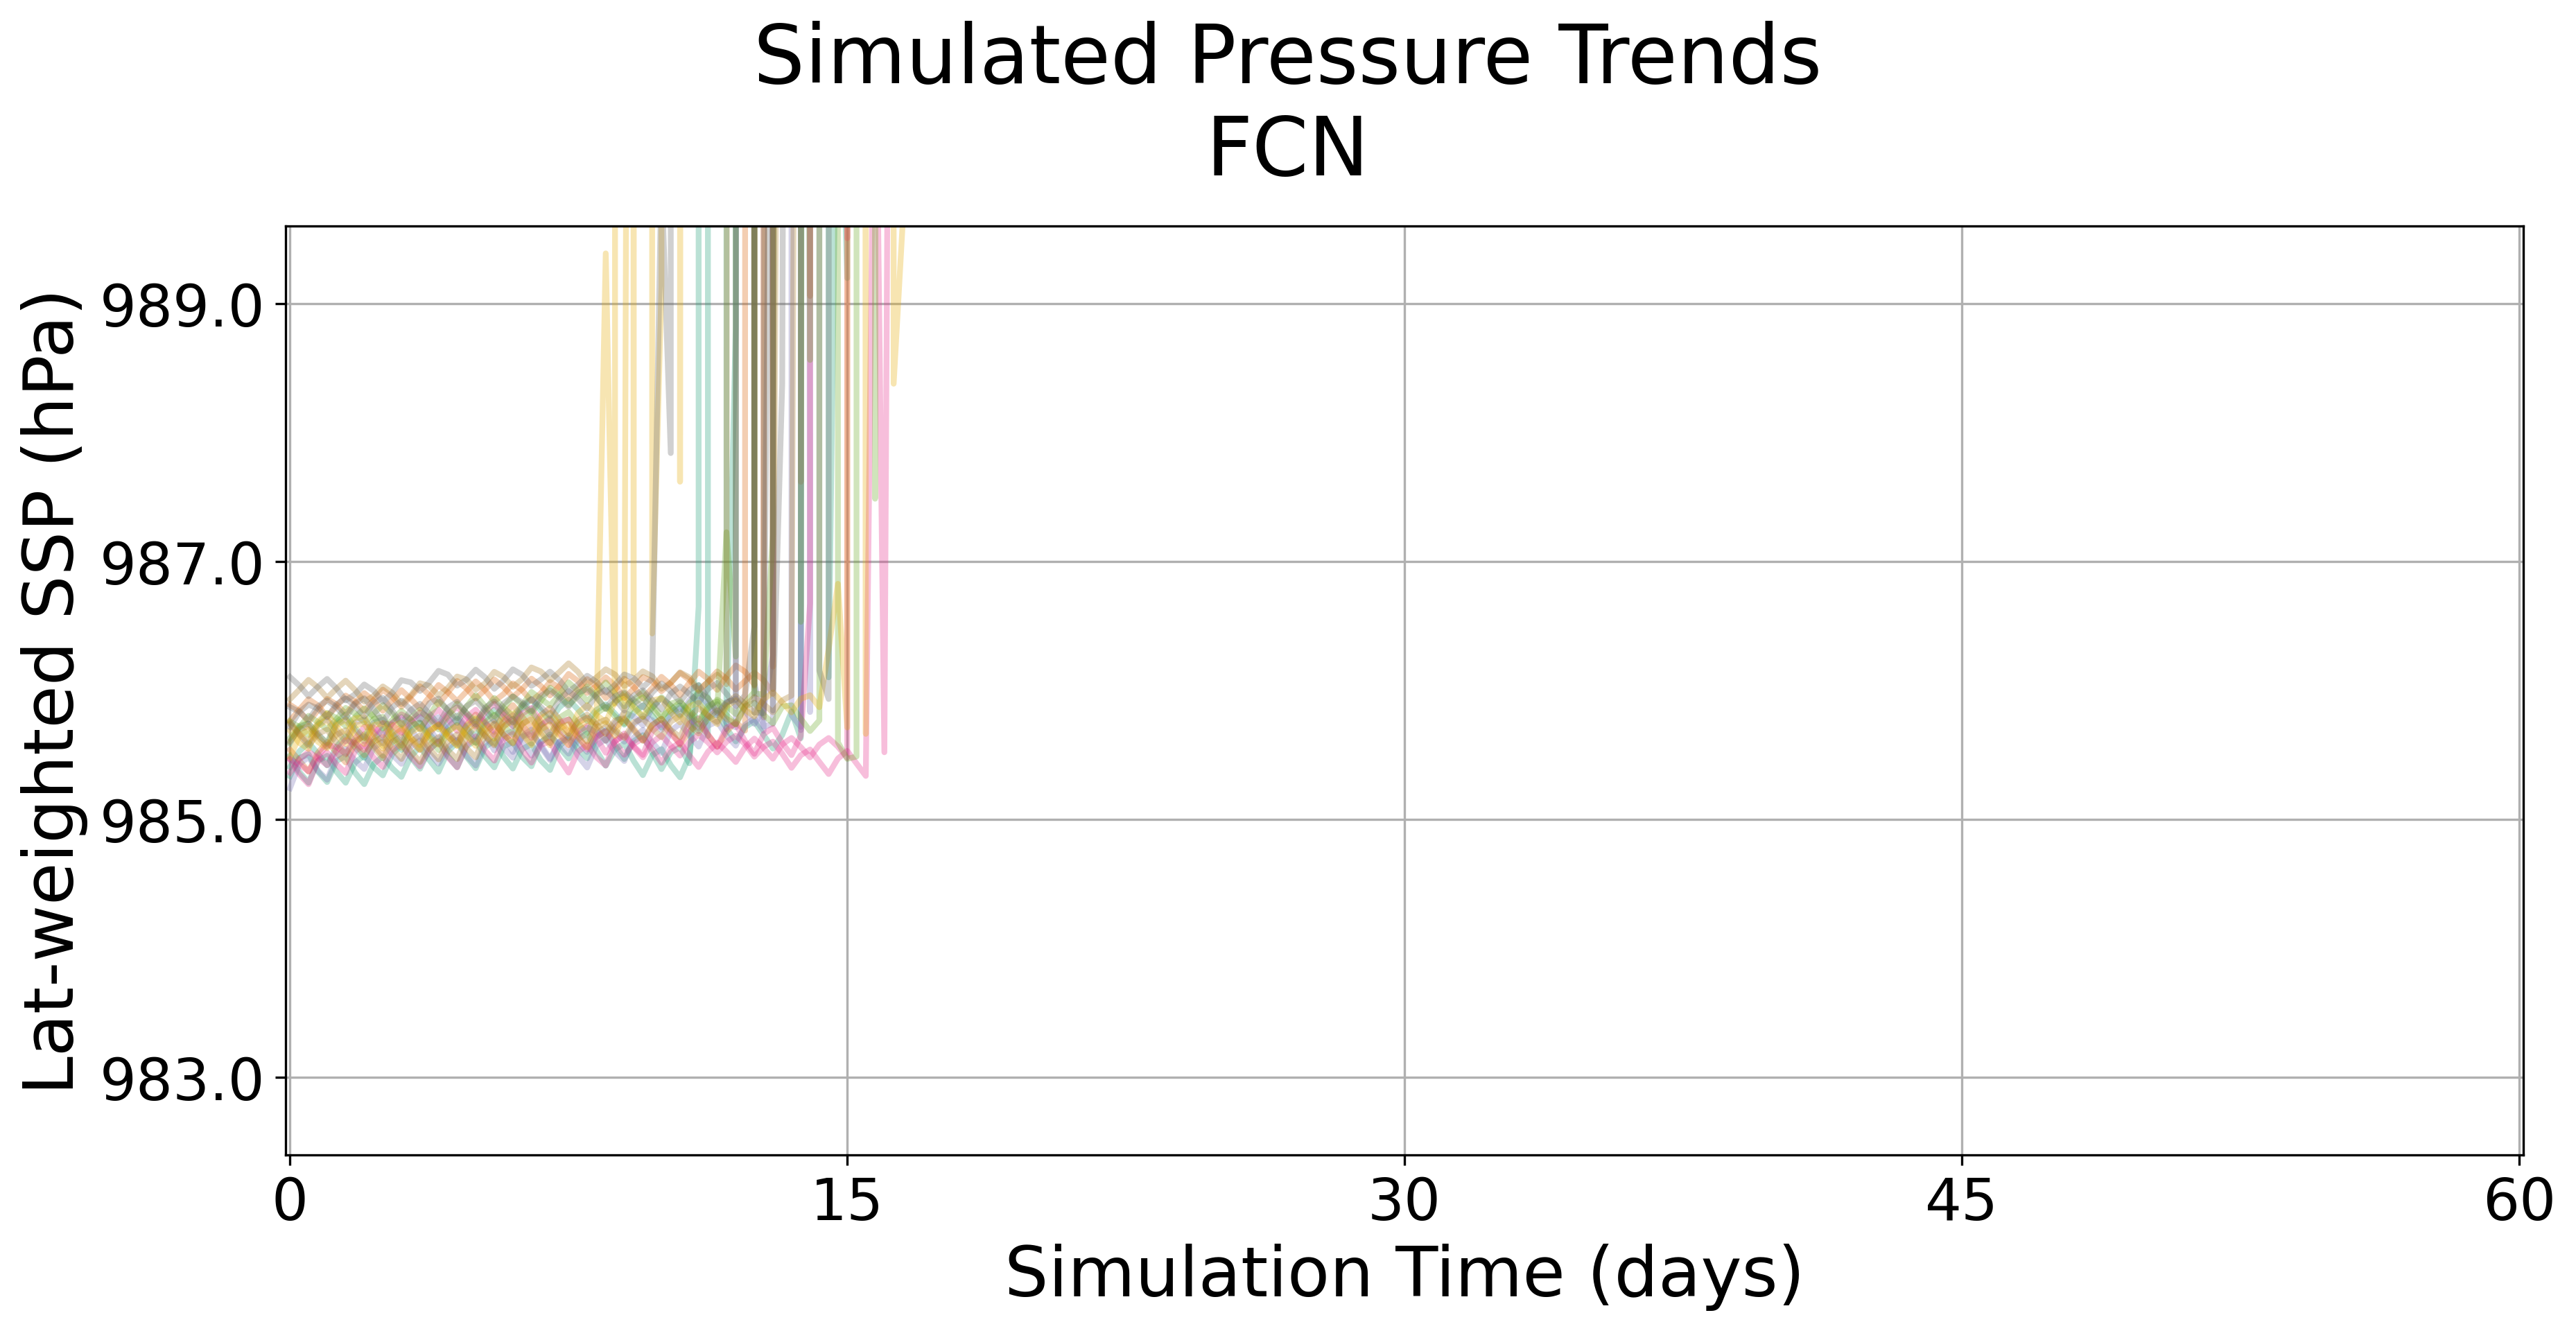 Simulated Pressure Trends
FCN
Lat-weighted SSP (hPa)
989.0
987.0
985.0
983.0
0 15 30 45 60
Simulation Time (days)